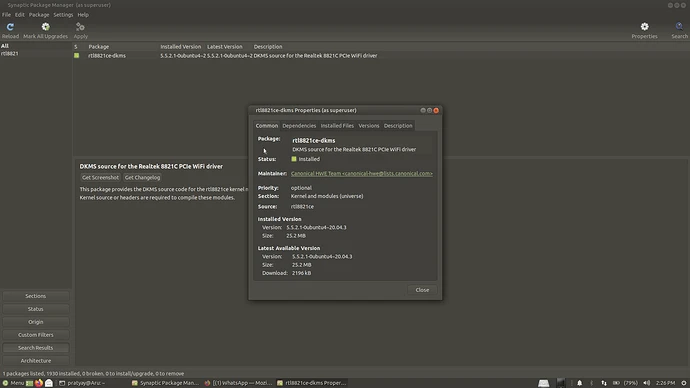 Synaptic Package Manager (as superuser)
File Edit Package Settings Help
Reload Mark All Upgrades Apply Properties Search
All
rtl8821
S Package Installed Version Latest Version Description
rtl8821ce-dkms 5.5.2.1-0ubuntu4~2 5.5.2.1-0ubuntu4~2 DKMS source for the Realtek 8821C PCIe WiFi driver
rtl8821ce-dkms Properties (as superuser)
Common Dependencies Installed Files Versions Description
Package: rtl8821ce-dkms
DKMS source for the Realtek 8821C PCIe WiFi driver
Status: Installed
Maintainer: Canonical HWE Team <canonical-hwe@lists.canonical.com>
Priority: optional
Section: Kernel and modules (universe)
Source: rtl8821ce
Installed Version
Version: 5.5.2.1-0ubuntu4~20.04.3
Size: 25.2 MB
Latest Available Version
Version: 5.5.2.1-0ubuntu4~20.04.3
Size: 25.2 MB
Download: 2196 kB
Close
DKMS source for the Realtek 8821C PCIe WiFi driver
Get Screenshot Get Changelog
This package provides the DKMS source code for the rtl8821ce kernel m
Kernel source or headers are required to compile these modules.
Sections
Status
Origin
Custom Filters
Search Results
Architecture
1 packages listed, 1930 installed, 0 broken. 0 to install/upgrade, 0 to remove
Menu pratyay@Aru: ~ Synaptic Package Man... [(1) WhatsApp — Mozi... rtl8821ce-dkms Proper... (79%) 2:26 PM